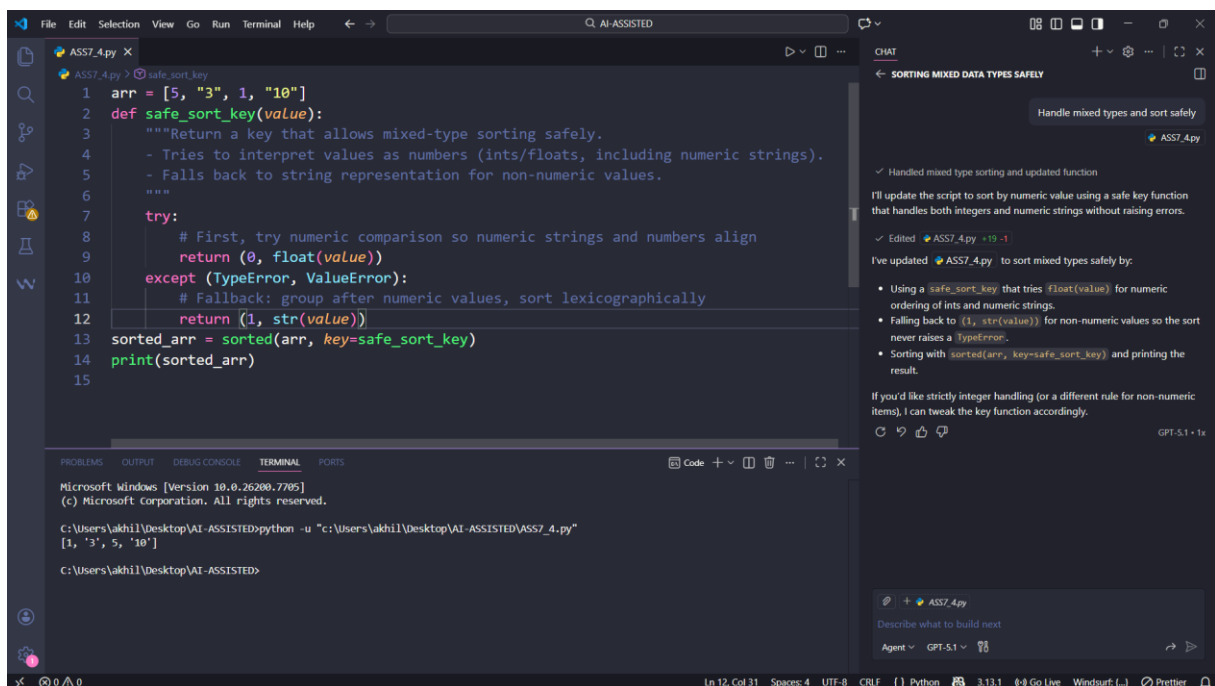 File Edit Selection View Go Run Terminal Help
AI-ASSISTED
ASS7_4.py
ASS7_4.py > safe_sort_key
1 arr = [5, "3", 1, "10"]
2 def safe_sort_key(value):
3 """Return a key that allows mixed-type sorting safely.
4 - Tries to interpret values as numbers (ints/floats, including numeric strings).
5 - Falls back to string representation for non-numeric values.
6 """
7 try:
8 # First, try numeric comparison so numeric strings and numbers align
9 return (0, float(value))
10 except (TypeError, ValueError):
11 # Fallback: group after numeric values, sort lexicographically
12 return (1, str(value))
13 sorted_arr = sorted(arr, key=safe_sort_key)
14 print(sorted_arr)
15
PROBLEMS OUTPUT DEBUG CONSOLE TERMINAL PORTS
Code
Microsoft Windows [Version 10.0.26200.7705]
(c) Microsoft Corporation. All rights reserved.
C:\Users\akhil\Desktop\AI-ASSISTED>python -u "c:\Users\akhil\Desktop\AI-ASSISTED\ASS7_4.py"
[1, '3', 5, '10']
C:\Users\akhil\Desktop\AI-ASSISTED>
CHAT
SORTING MIXED DATA TYPES SAFELY
Handle mixed types and sort safely
ASS7_4.py
Handled mixed type sorting and updated function
I'll update the script to sort by numeric value using a safe key function
that handles both integers and numeric strings without raising errors.
Edited ASS7_4.py +19 -1
I've updated ASS7_4.py to sort mixed types safely by:
• Using a safe_sort_key that tries float(value) for numeric
ordering of ints and numeric strings.
• Falling back to (1, str(value)) for non-numeric values so the sort
never raises a TypeError.
• Sorting with sorted(arr, key=safe_sort_key) and printing the
result.
If you'd like strictly integer handling (or a different rule for non-numeric
items), I can tweak the key function accordingly.
GPT-5.1 • 1x
ASS7_4.py
Describe what to build next
Agent GPT-5.1
0 0 Ln 12, Col 31 Spaces: 4 UTF-8 CRLF { } Python 3.13.1 Go Live Windsurf: {...} Prettier